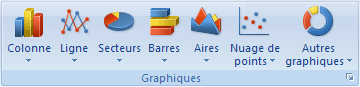 Colonne Ligne Secteurs Barres Aires Nuage de Autres
points graphiques
Graphiques